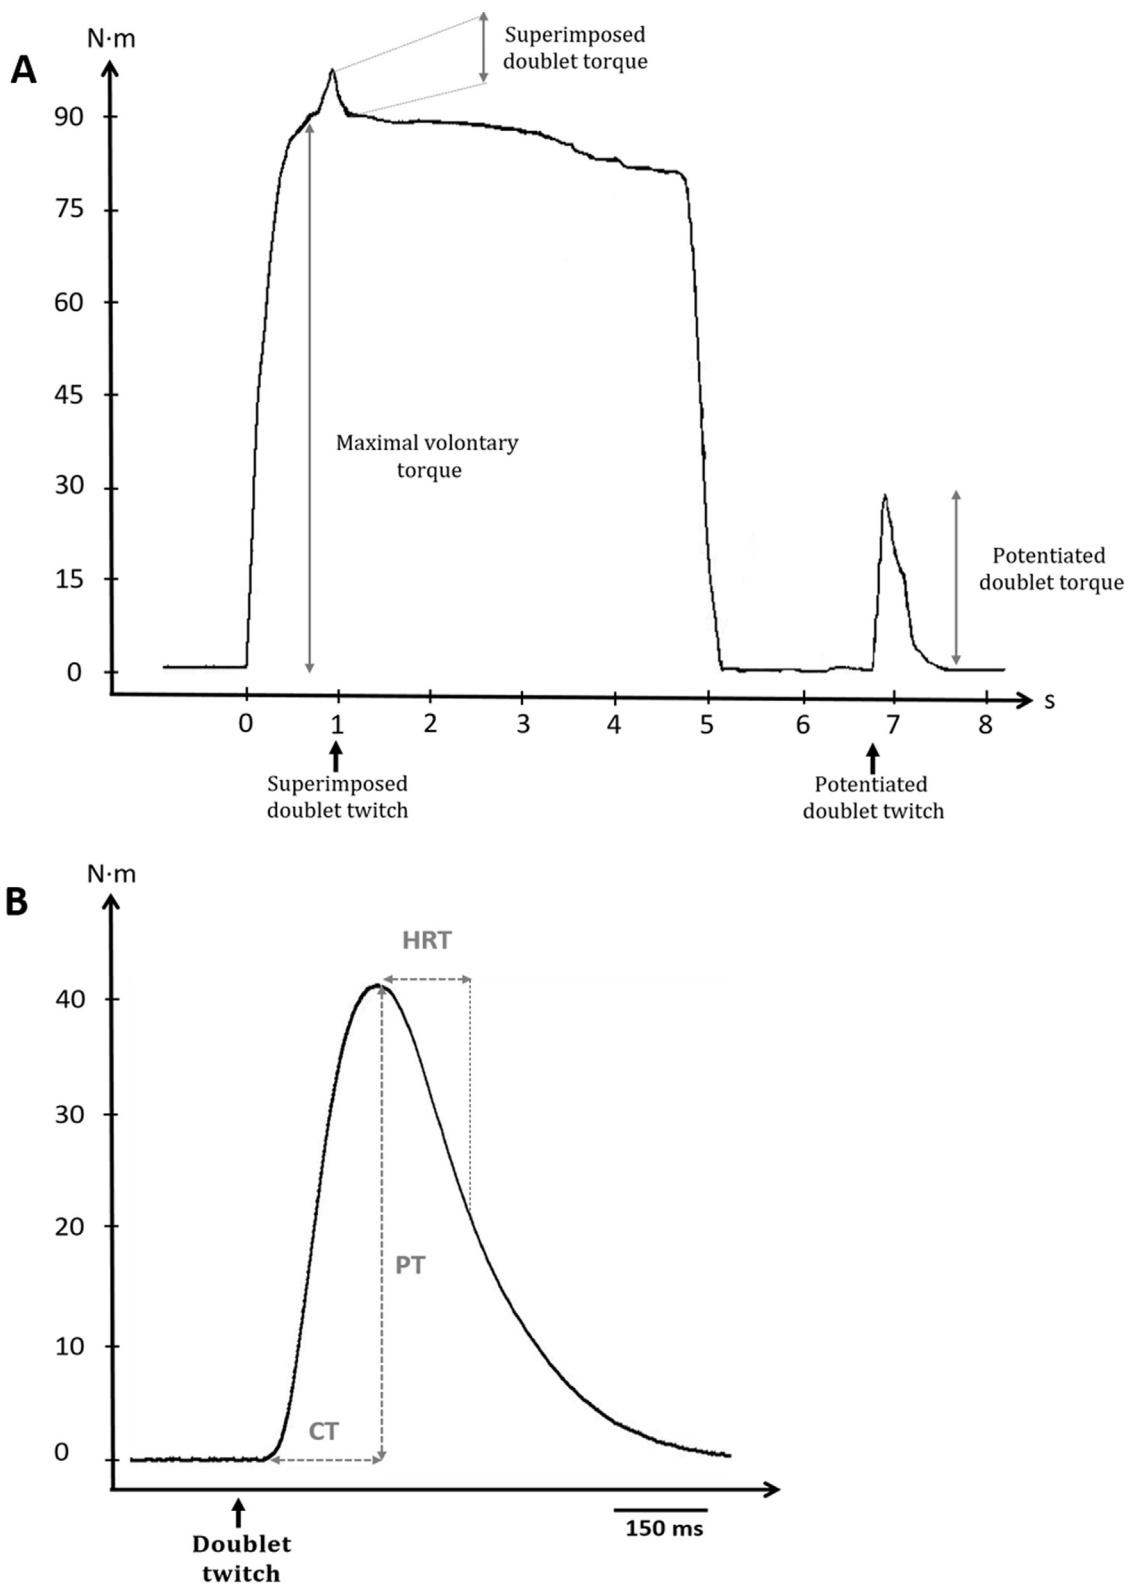 N·m
A
Superimposed
doublet torque
90
75
60
45
30
15
0
Maximal volontary
torque
Potentiated
doublet torque
0 1 2 3 4 5 6 7 8 s
Superimposed
doublet twitch
Potentiated
doublet twitch
N·m
B
HRT
40
30
20
10
0
PT
CT
150 ms
Doublet
twitch